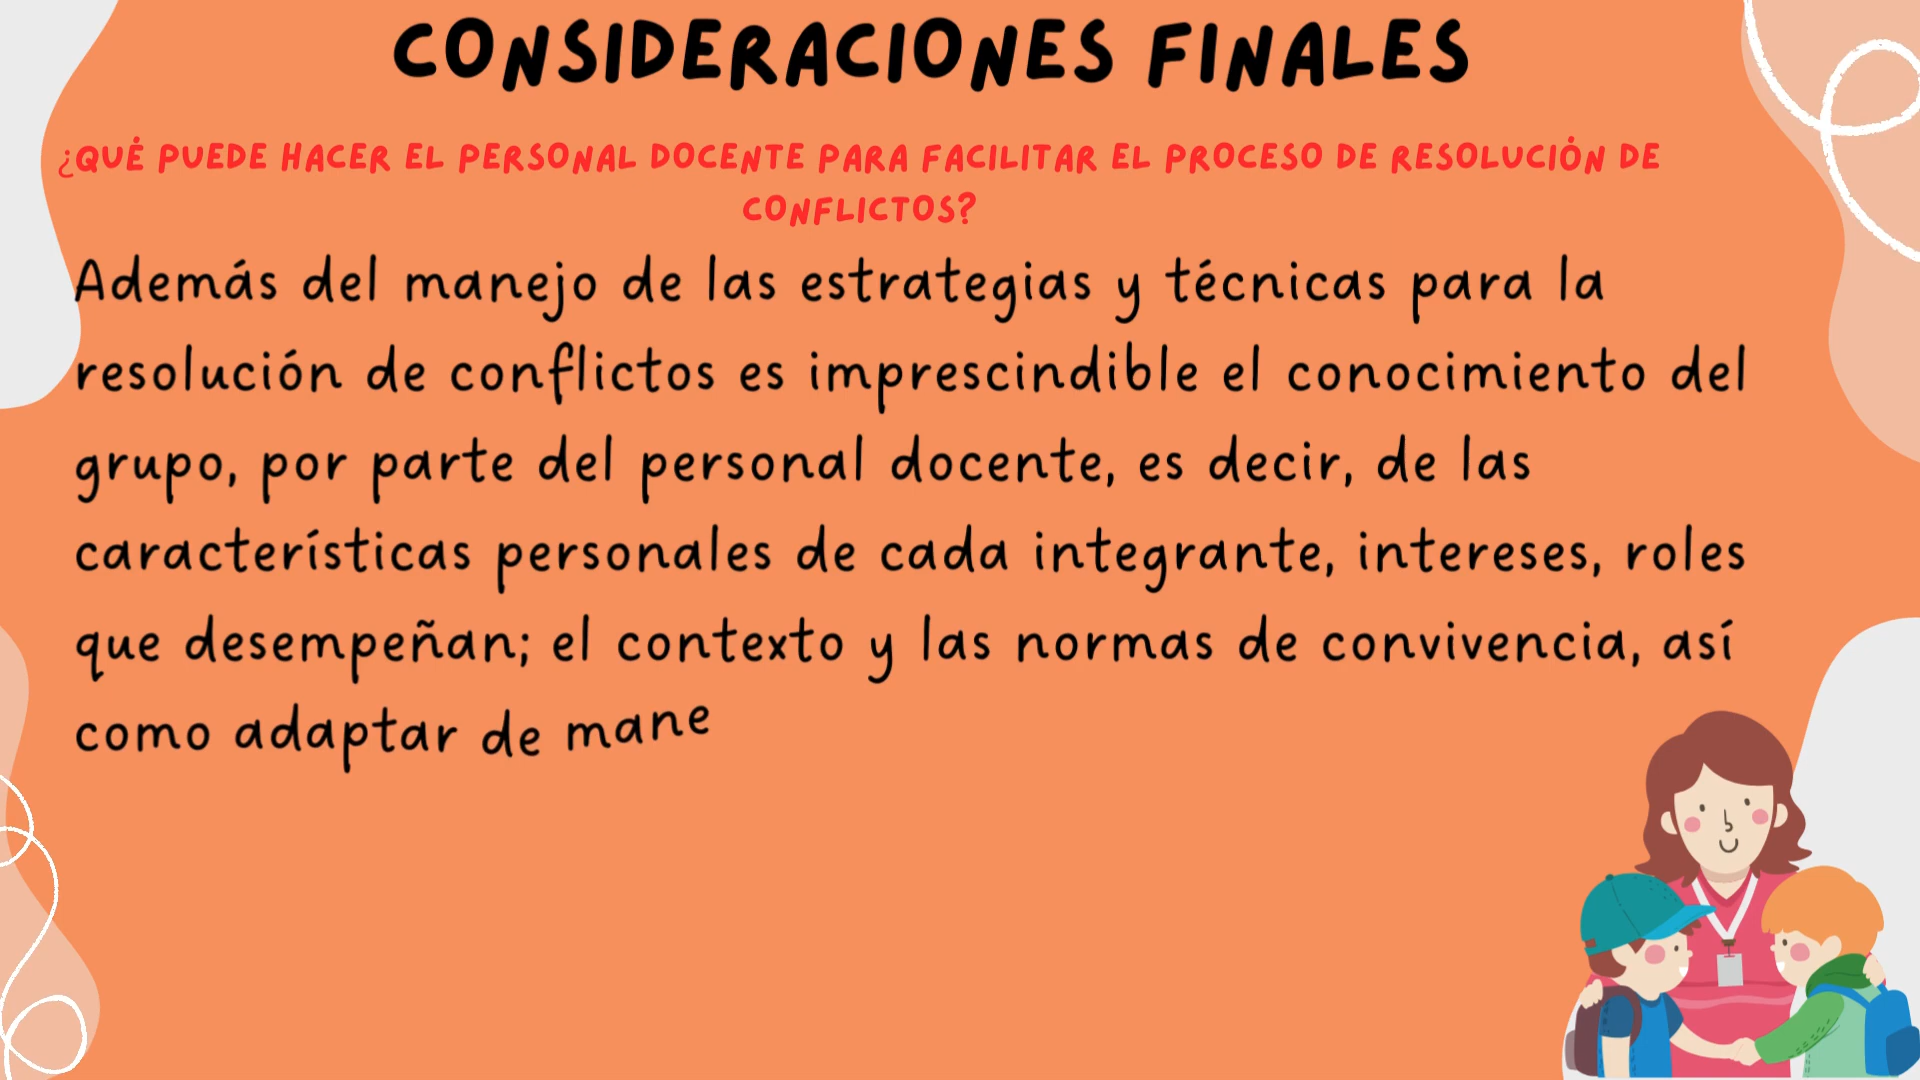 CONSIDERACIONES FINALES
¿QUÉ PUEDE HACER EL PERSONAL DOCENTE PARA FACILITAR EL PROCESO DE RESOLUCIÓN DE
CONFLICTOS?
Además del manejo de las estrategias y técnicas para la
resolución de conflictos es imprescindible el conocimiento del
grupo, por parte del personal docente, es decir, de las
características personales de cada integrante, intereses, roles
que desempeñan; el contexto y las normas de convivencia, así
como adaptar de mane